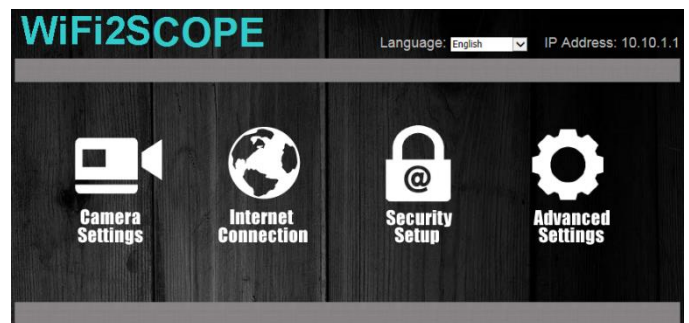 WiFi2SCOPE
Language: English IP Address: 10.10.1.1
Camera
Settings
Internet
Connection
@
Security
Setup
Advanced
Settings